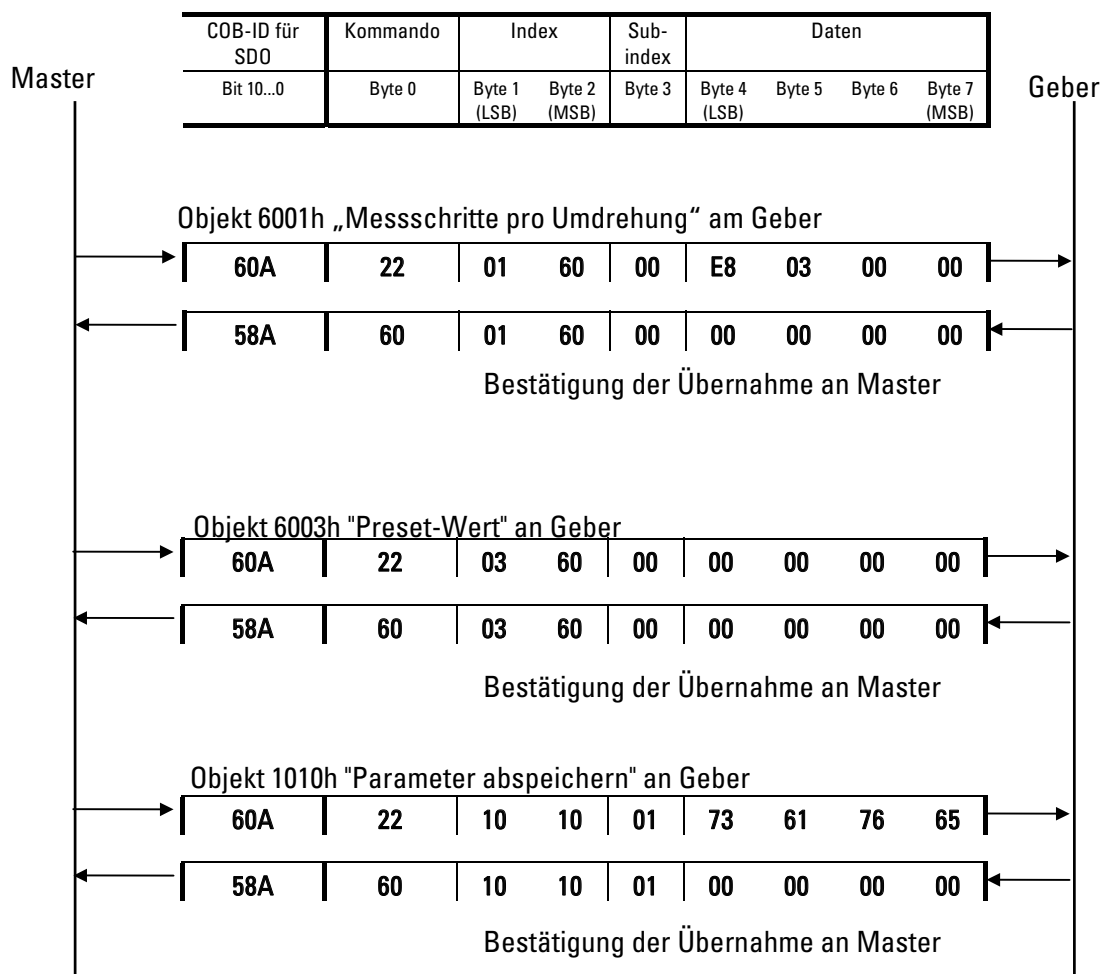 COB-ID für SDO Kommando Index Sub-index Daten
Master Bit 10...0 Byte 0 Byte 1 (LSB) Byte 2 (MSB) Byte 3 Byte 4 (LSB) Byte 5 Byte 6 Byte 7 (MSB) Geber
Objekt 6001h „Messschritte pro Umdrehung“ am Geber
60A 22 01 60 00 E8 03 00 00
58A 60 01 60 00 00 00 00 00
Bestätigung der Übernahme an Master
Objekt 6003h "Preset-Wert" an Geber
60A 22 03 60 00 00 00 00 00
58A 60 03 60 00 00 00 00 00
Bestätigung der Übernahme an Master
Objekt 1010h "Parameter abspeichern" an Geber
60A 22 10 10 01 73 61 76 65
58A 60 10 10 01 00 00 00 00
Bestätigung der Übernahme an Master